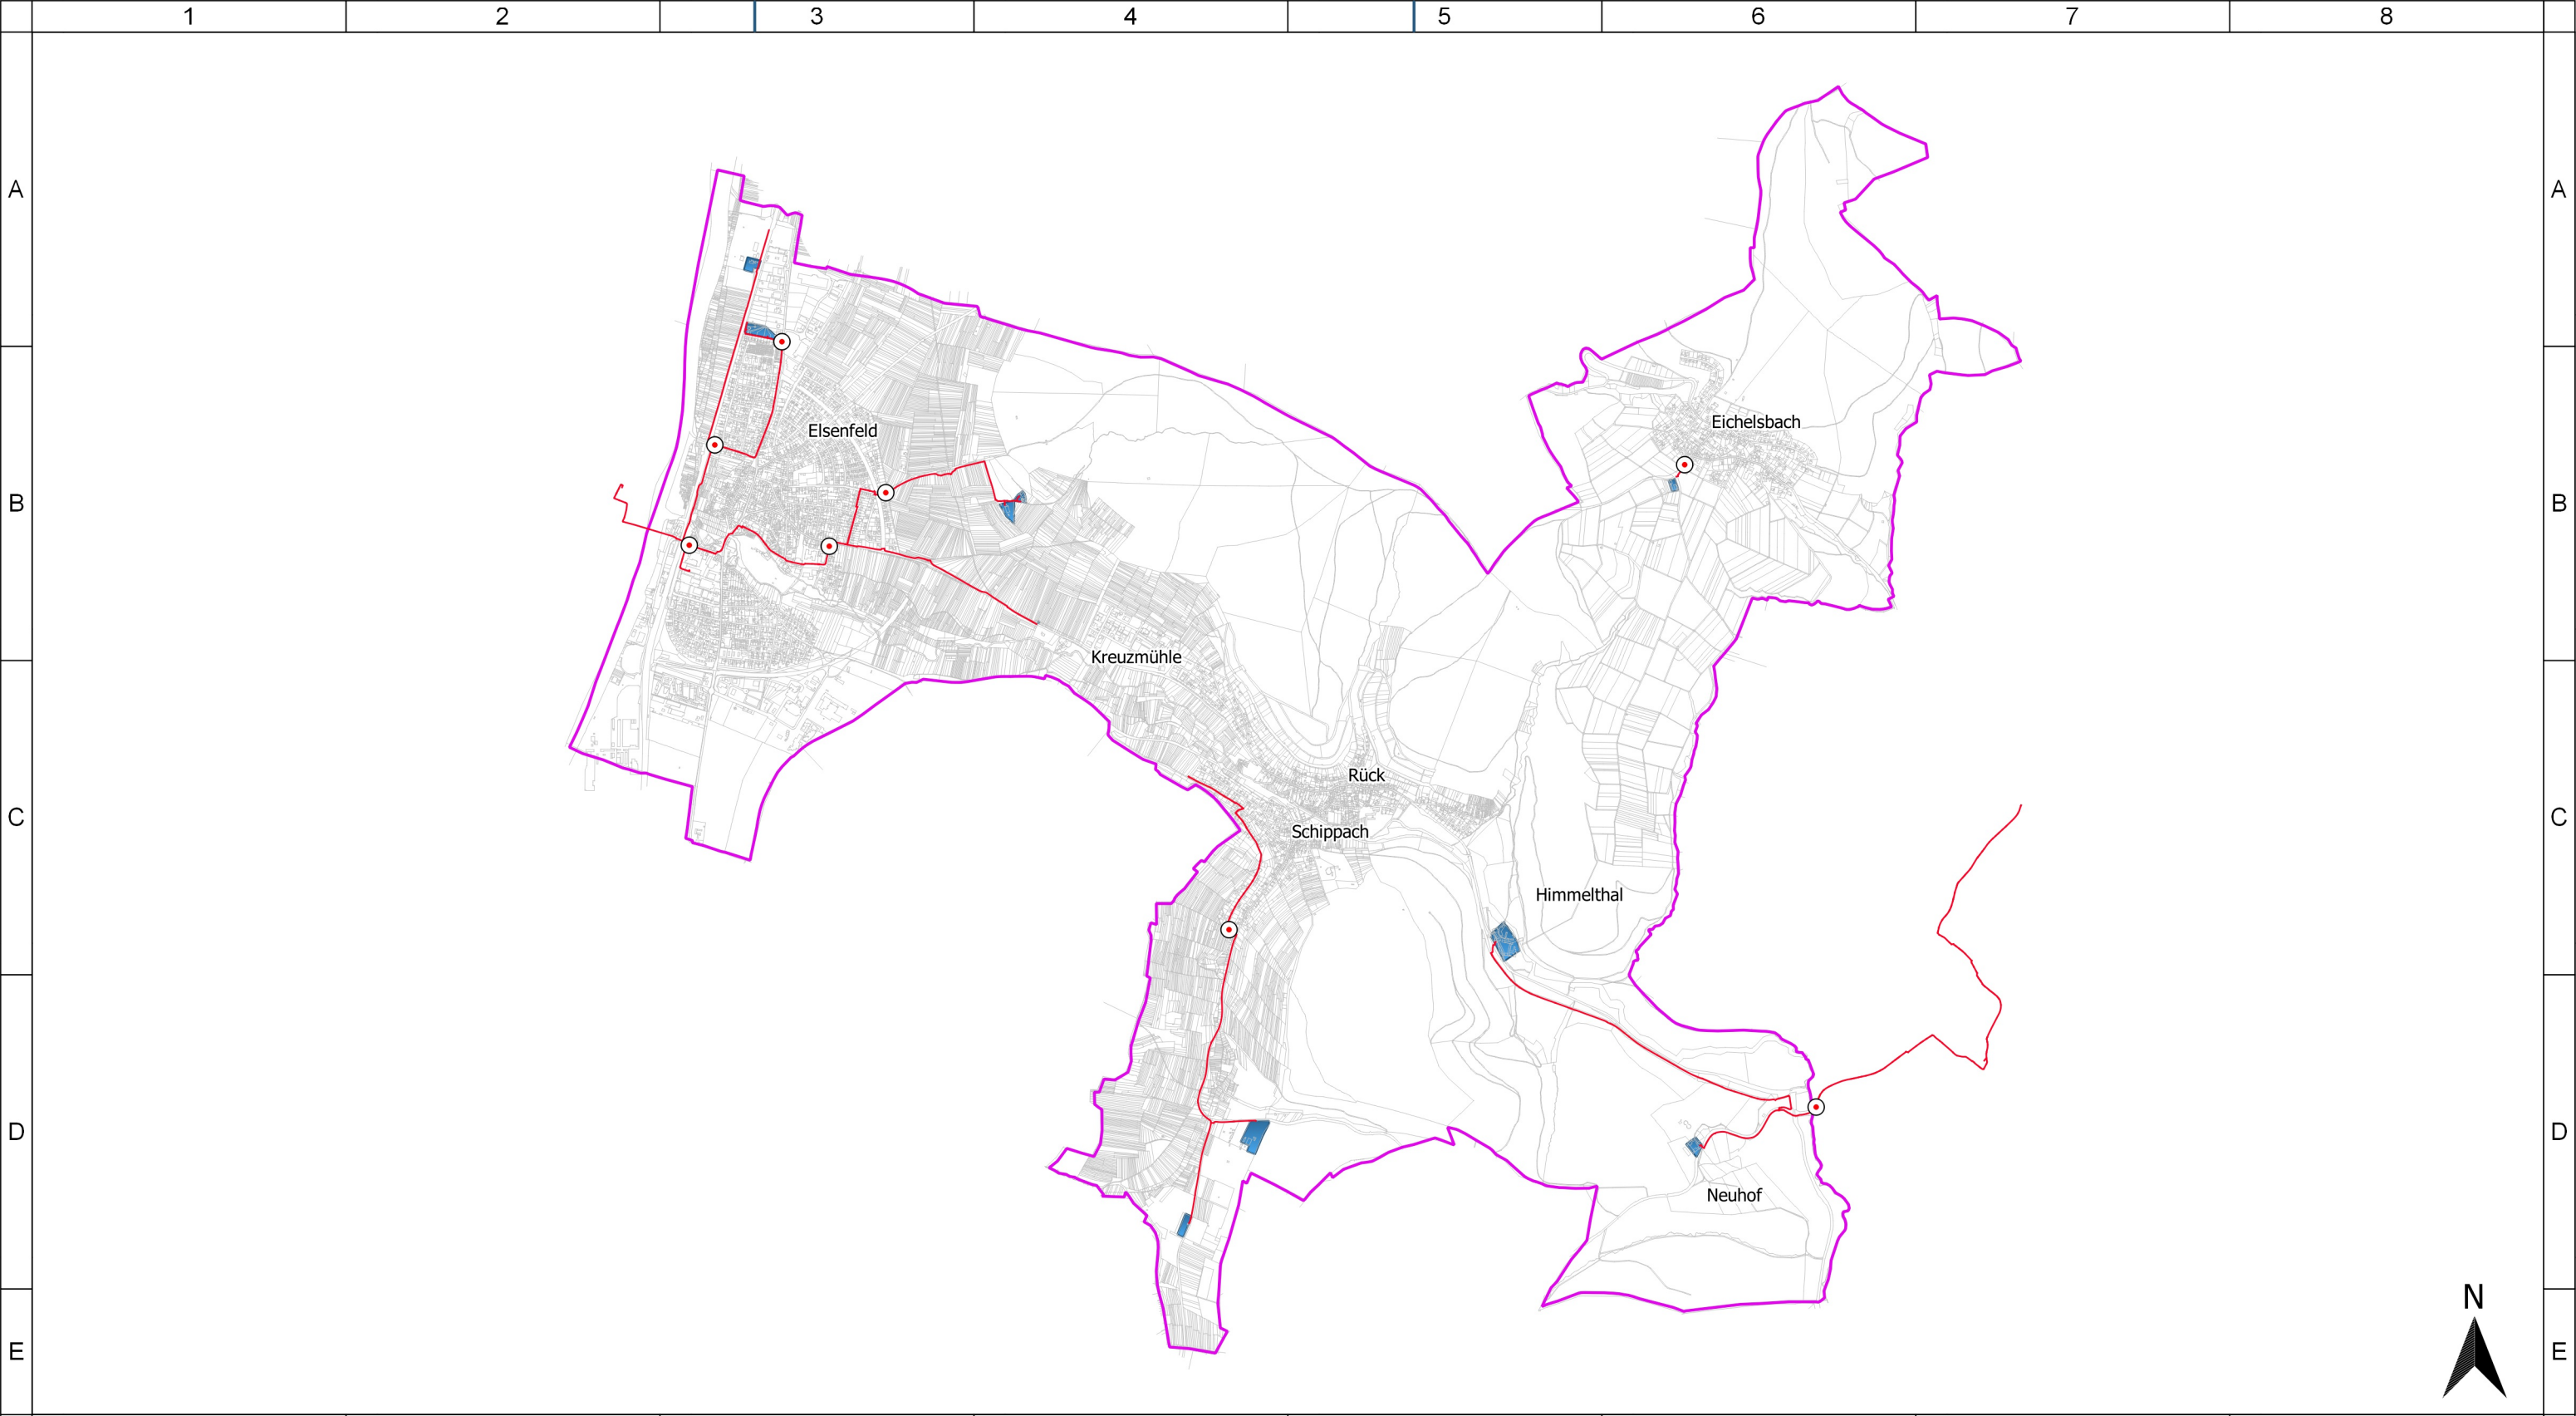 1 2 3 4 5 6 7 8
A A
Elsenfeld
Eichelsbach
B B
Kreuzmühle
Rück
C C
Schippach
Himmelthal
D D
Neuhof
N
E E